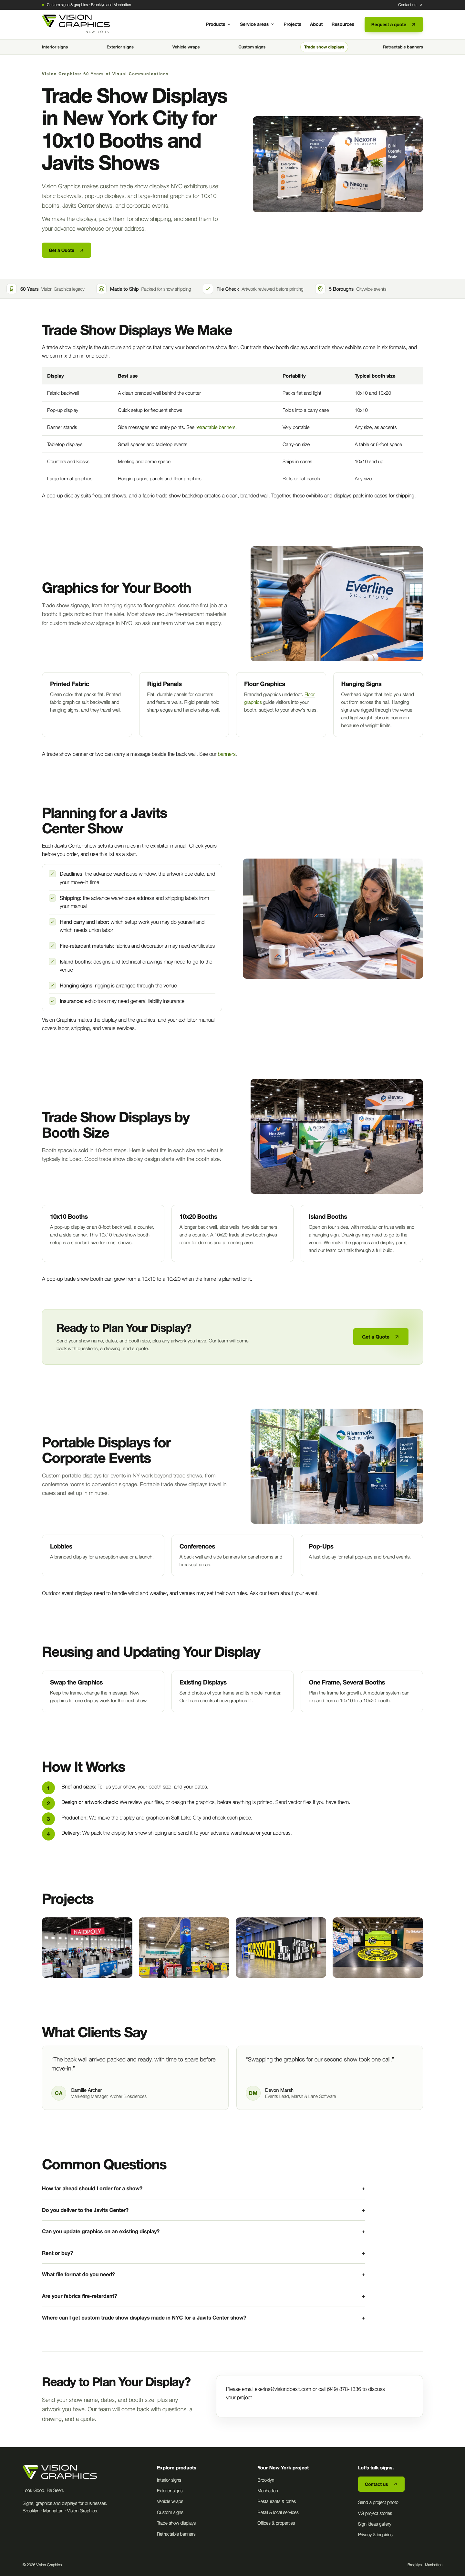 Custom signs & graphics · Brooklyn and Manhattan
Contact us
VISION
GRAPHICS
NEW YORK
Products
Service areas
Projects
About
Resources
Request a quote
Interior signs
Exterior signs
Vehicle wraps
Custom signs
Trade show displays
Retractable banners
Vision Graphics: 60 Years of Visual Communications
Trade Show Displays
in New York City for
10x10 Booths and
Javits Shows
Vision Graphics makes custom trade show displays NYC exhibitors use:
fabric backwalls, pop-up displays, and large-format graphics for 10x10
booths, Javits Center shows, and corporate events.
We make the displays, pack them for show shipping, and send them to
your advance warehouse or your address.
Get a Quote
Nexora
Nexora
60 Years Vision Graphics legacy
Made to Ship Packed for show shipping
File Check Artwork reviewed before printing
5 Boroughs Citywide events
Trade Show Displays We Make
A trade show display is the structure and graphics that carry your brand on the show floor. Our trade show booth displays and trade show exhibits come in six formats, and
we can mix them in one booth.
Display
Best use
Portability
Typical booth size
Fabric backwall
A clean branded wall behind the counter
Packs flat and light
10x10 and 10x20
Pop-up display
Quick setup for frequent shows
Folds into a carry case
10x10
Banner stands
Side messages and entry points. See retractable banners.
Very portable
Any size, as accents
Tabletop displays
Small spaces and tabletop events
Carry-on size
A table or 6-foot space
Counters and kiosks
Meeting and demo space
Ships in cases
10x10 and up
Large format graphics
Hanging signs, panels and floor graphics
Rolls or flat panels
Any size
A pop-up display suits frequent shows, and a fabric trade show backdrop creates a clean, branded wall. Together, these exhibits and displays pack into cases for shipping.
Graphics for Your Booth
Trade show signage, from hanging signs to floor graphics, does the first job at a
booth: it gets noticed from the aisle. Most shows require fire-retardant materials
for custom trade show signage in NYC, so ask our team what we can supply.
Everline
SOLUTIONS
Printed Fabric
Clean color that packs flat. Printed
fabric graphics suit backwalls and
hanging signs, and they travel well.
Rigid Panels
Flat, durable panels for counters
and feature walls. Rigid panels hold
sharp edges and handle setup well.
Floor Graphics
Branded graphics underfoot. Floor
graphics guide visitors into your
booth, subject to your show's rules.
Hanging Signs
Overhead signs that help you stand
out from across the hall. Hanging
signs are rigged through the venue,
and lightweight fabric is common
because of weight limits.
A trade show banner or two can carry a message beside the back wall. See our banners.
Planning for a Javits
Center Show
Each Javits Center show sets its own rules in the exhibitor manual. Check yours
before you order, and use this list as a start.
Deadlines: the advance warehouse window, the artwork due date, and
your move-in time
Shipping: the advance warehouse address and shipping labels from
your manual
Hand carry and labor: which setup work you may do yourself and
which needs union labor
Fire-retardant materials: fabrics and decorations may need certificates
Island booths: designs and technical drawings may need to go to the
venue
Hanging signs: rigging is arranged through the venue
Insurance: exhibitors may need general liability insurance
Vision Graphics makes the display and the graphics, and your exhibitor manual
covers labor, shipping, and venue services.
Trade Show Displays by
Booth Size
Booth space is sold in 10-foot steps. Here is what fits in each size and what is
typically included. Good trade show display design starts with the booth size.
Elevate
10x10 Booths
A pop-up display or an 8-foot back wall, a counter,
and a side banner. This 10x10 trade show booth
setup is a standard size for most shows.
10x20 Booths
A longer back wall, side walls, two side banners,
and a counter. A 10x20 trade show booth gives
room for demos and a meeting area.
Island Booths
Open on four sides, with modular or truss walls and
a hanging sign. Drawings may need to go to the
venue. We make the graphics and display parts,
and our team can talk through a full build.
A pop-up trade show booth can grow from a 10x10 to a 10x20 when the frame is planned for it.
Ready to Plan Your Display?
Send your show name, dates, and booth size, plus any artwork you have. Our team will come
back with questions, a drawing, and a quote.
Get a Quote
Portable Displays for
Corporate Events
Custom portable displays for events in NY work beyond trade shows, from
conference rooms to convention signage. Portable trade show displays travel in
cases and set up in minutes.
Rivermark
Technologies
Rivermark
Lobbies
A branded display for a reception area or a launch.
Conferences
A back wall and side banners for panel rooms and
breakout areas.
Pop-Ups
A fast display for retail pop-ups and brand events.
Outdoor event displays need to handle wind and weather, and venues may set their own rules. Ask our team about your event.
Reusing and Updating Your Display
Swap the Graphics
Keep the frame, change the message. New
graphics let one display work for the next show.
Existing Displays
Send photos of your frame and its model number.
Our team checks if new graphics fit.
One Frame, Several Booths
Plan the frame for growth. A modular system can
expand from a 10x10 to a 10x20 booth.
How It Works
1
Brief and sizes: Tell us your show, your booth size, and your dates.
2
Design or artwork check: We review your files, or design the graphics, before anything is printed. Send vector files if you have them.
3
Production: We make the display and graphics in Salt Lake City and check each piece.
4
Delivery: We pack the display for show shipping and send it to your advance warehouse or your address.
Projects
HAIOPOLY
What Clients Say
"The back wall arrived packed and ready, with time to spare before
move-in."
CA
Camille Archer
Marketing Manager, Archer Biosciences
"Swapping the graphics for our second show took one call."
DM
Devon Marsh
Events Lead, Marsh & Lane Software
Common Questions
How far ahead should I order for a show?
+
Do you deliver to the Javits Center?
+
Can you update graphics on an existing display?
+
Rent or buy?
+
What file format do you need?
+
Are your fabrics fire-retardant?
+
Where can I get custom trade show displays made in NYC for a Javits Center show?
+
Ready to Plan Your Display?
Send your show name, dates, and booth size, plus any
artwork you have. Our team will come back with questions, a
drawing, and a quote.
Please email ekerins@visiondoesit.com or call (949) 878-1336 to discuss
your project.
VISION
GRAPHICS
Look Good. Be Seen.
Signs, graphics and displays for businesses.
Brooklyn · Manhattan · Vision Graphics.
Explore products
Interior signs
Exterior signs
Vehicle wraps
Custom signs
Trade show displays
Retractable banners
Your New York project
Brooklyn
Manhattan
Restaurants & cafés
Retail & local services
Offices & properties
Let's talk signs.
Contact us
Send a project photo
VG project stories
Sign ideas gallery
Privacy & inquiries
© 2026 Vision Graphics
Brooklyn · Manhattan